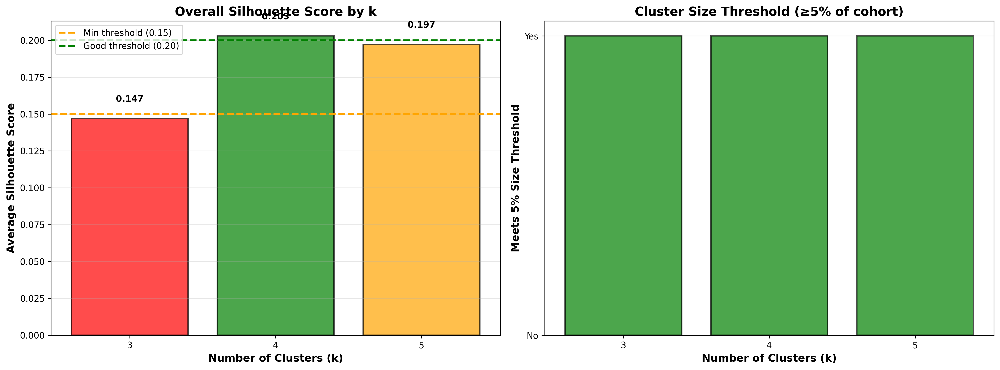 Overall Silhouette Score by k
0.203
0.197
0.147
Min threshold (0.15)
Good threshold (0.20)
Average Silhouette Score
0.200
0.175
0.150
0.125
0.100
0.075
0.050
0.025
0.000
3
4
5
Number of Clusters (k)
Cluster Size Threshold (≥5% of cohort)
Meets 5% Size Threshold
Yes
No
3
4
5
Number of Clusters (k)